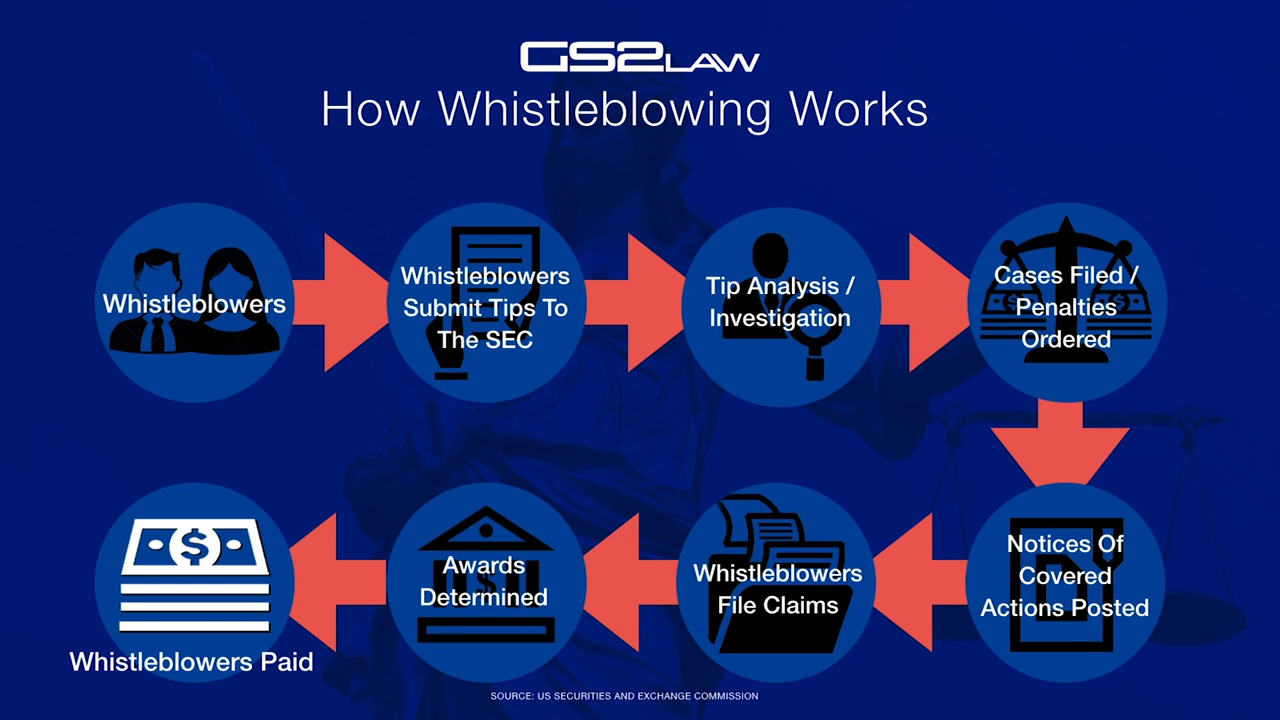 GS2LAW
How Whistleblowing Works
Whistleblowers
Whistleblowers
Submit Tips To
The SEC
Tip Analysis /
Investigation
Cases Filed /
Penalties
Ordered
Notices Of
Covered
Actions Posted
Whistleblowers
File Claims
Awards
Determined
Whistleblowers Paid
SOURCE: US SECURITIES AND EXCHANGE COMMISSION